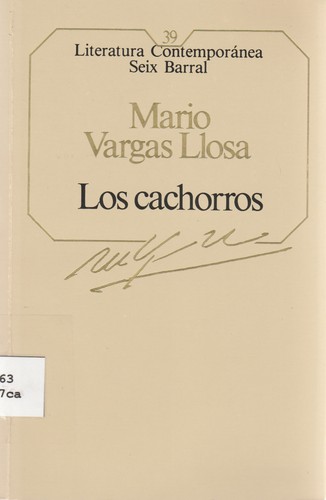 39
Literatura Contemporánea
Seix Barral
Mario
Vargas Llosa
Los cachorros
63
7ca